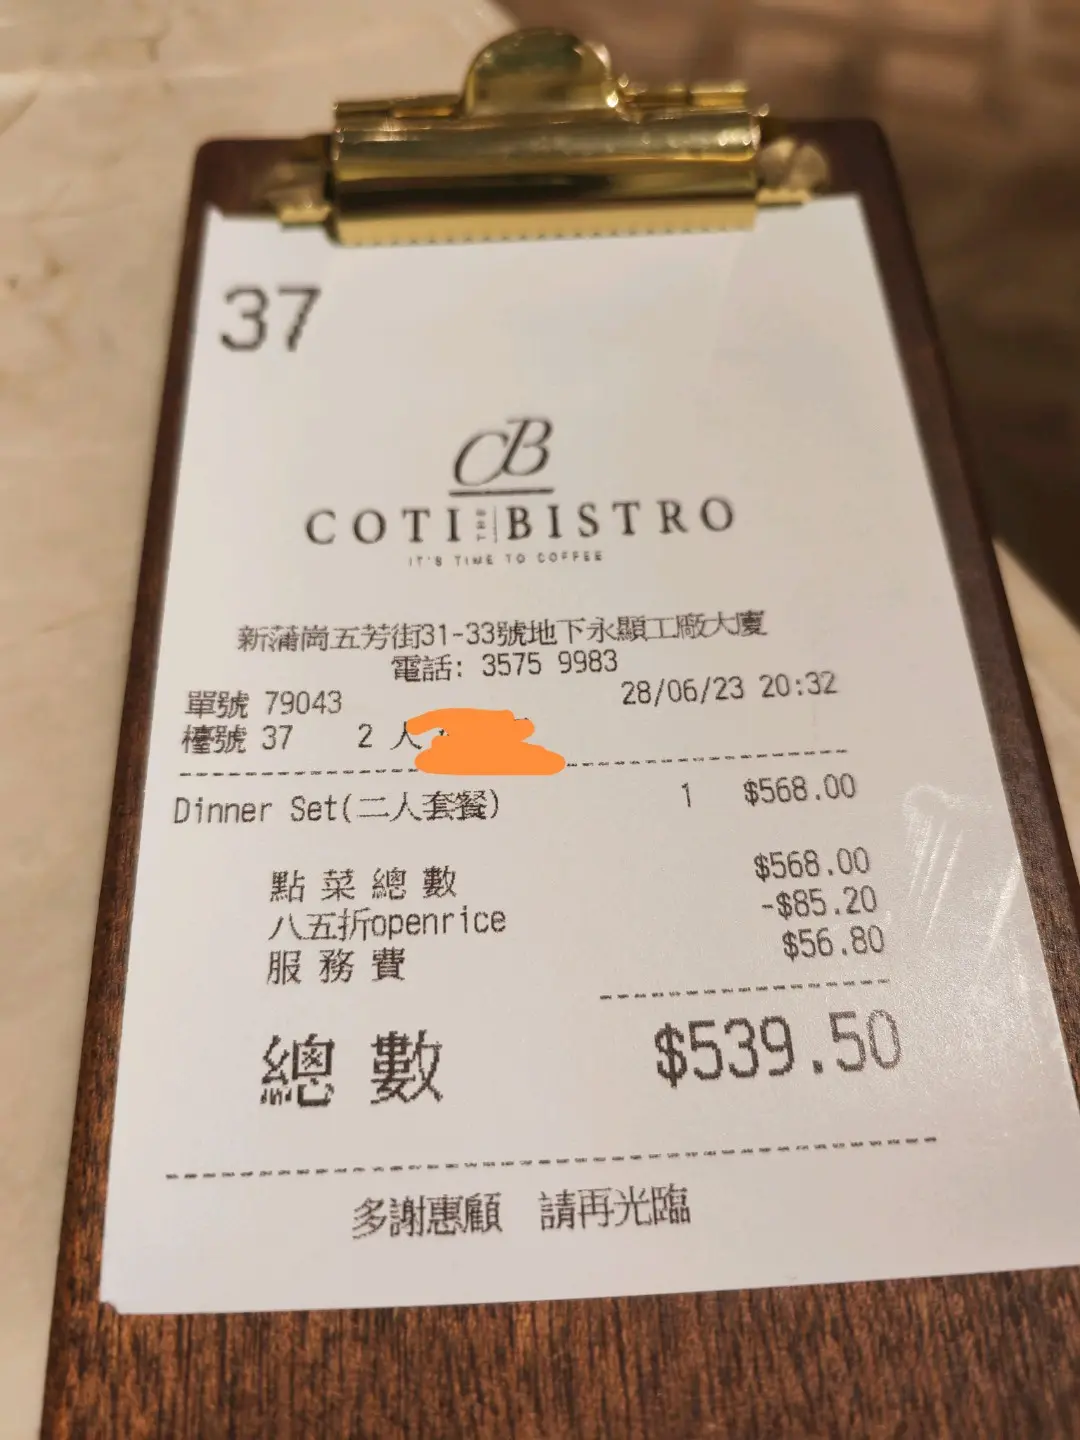 37
CB
COTI THE BISTRO
IT'S TIME TO COFFEE
新蒲崗五芳街31-33號地下永顯工廠大廈
電話: 3575 9983
單號 79043 28/06/23 20:32
檯號 37 2 人
Dinner Set(二人套餐) 1 $568.00
點菜總數 $568.00
八五折openrice -$85.20
服務費 $56.80
總數 $539.50
多謝惠顧 請再光臨